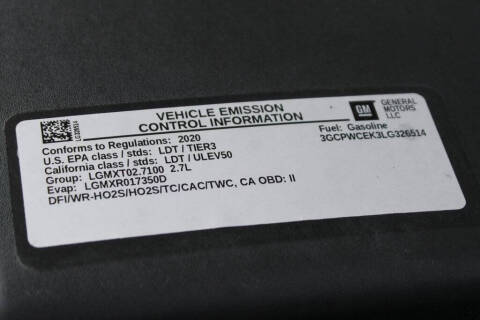 LG326514
VEHICLE EMISSION
CONTROL INFORMATION
GM
GENERAL
MOTORS
LLC
Conforms to Regulations: 2020
Fuel: Gasoline
U.S. EPA class / stds: LDT / TIER3
3GCPWCEK3LG326514
California class / stds: LDT / ULEV50
Group: LGMXT02.7100 2.7L
Evap: LGMXR017350D
DFI/WR-HO2S/HO2S/TC/CAC/TWC, CA OBD: II